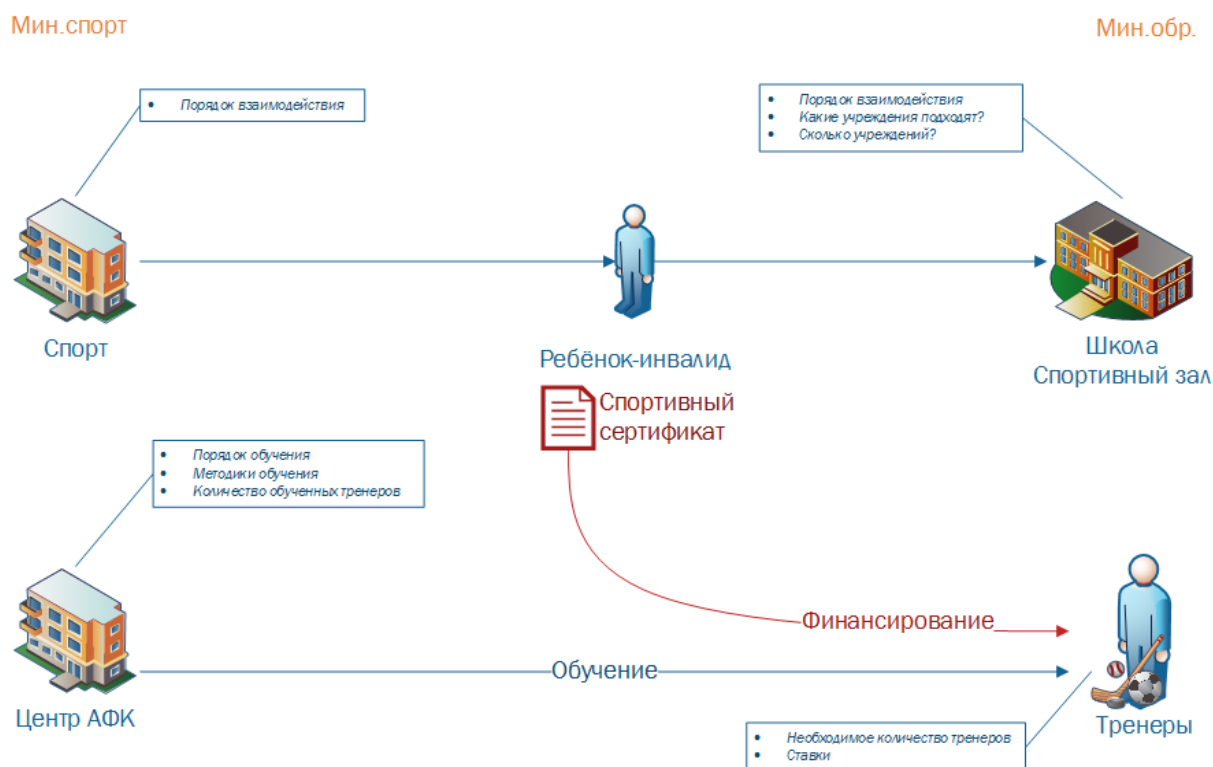 Мин.спорт
Мин.обр.
• Порядок взаимодействия
• Порядок взаимодействия
• Какие учреждения подходят?
• Сколько учреждений?
Спорт
Ребёнок-инвалид
Школа
Спортивный зал
Спортивный
сертификат
• Порядок обучения
• Методики обучения
• Количество обученных тренеров
Финансирование
Обучение
Центр АФК
Тренеры
• Необходимое количество тренеров
• Ставки